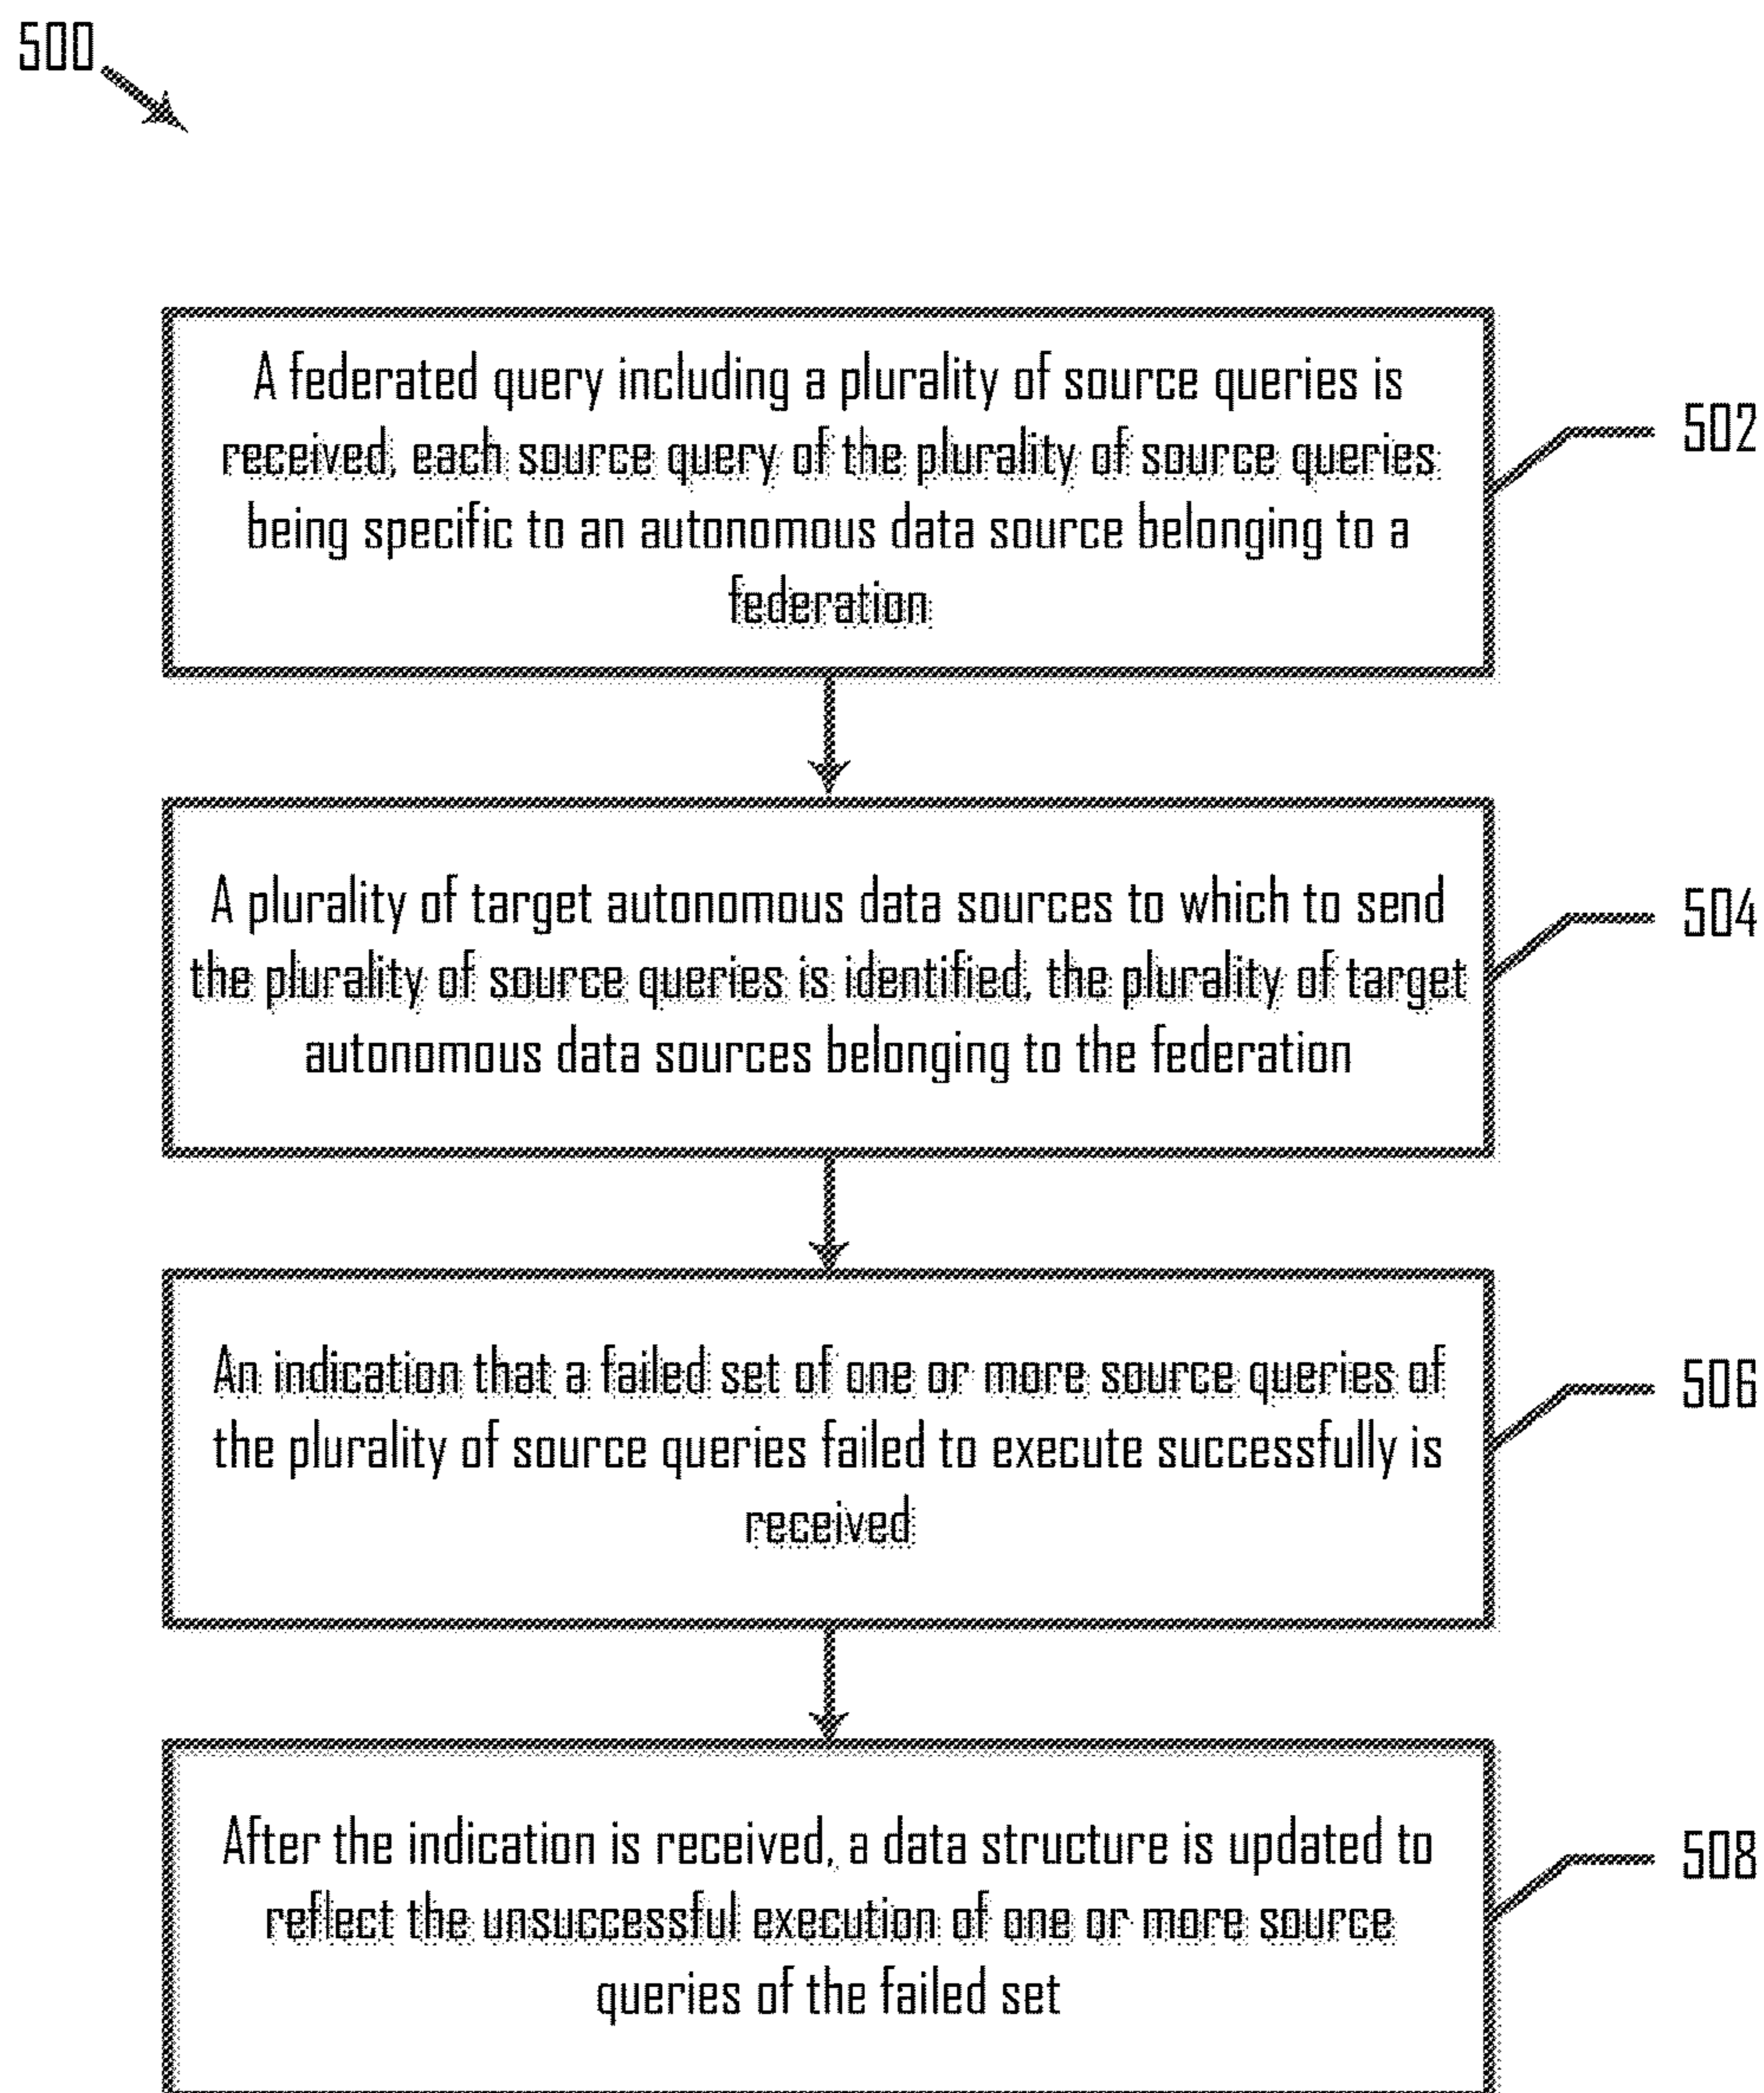 500
A federated query including a plurality of source queries is
received, each source query of the plurality of source queries
being specific to an autonomous data source belonging to a
federation
502
A plurality of target autonomous data sources to which to send
the plurality of source queries is identified, the plurality of target
autonomous data sources belonging to the federation
504
An indication that a failed set of one or more source queries of
the plurality of source queries failed to execute successfully is
received
506
After the indication is received, a data structure is updated to
reflect the unsuccessful execution of one or more source
queries of the failed set
508